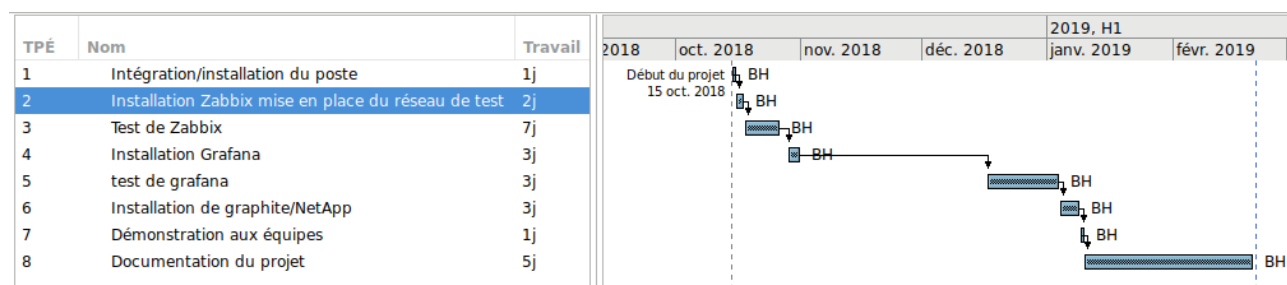 2019, H1
TPÉ Nom Travail 2018 oct. 2018 nov. 2018 déc. 2018 janv. 2019 févr. 2019
1 Intégration/installation du poste 1j Début du projet BH
15 oct. 2018
2 Installation Zabbix mise en place du réseau de test 2j BH
3 Test de Zabbix 7j BH
4 Installation Grafana 3j BH
5 test de grafana 3j BH
6 Installation de graphite/NetApp 3j BH
7 Démonstration aux équipes 1j BH
8 Documentation du projet 5j BH